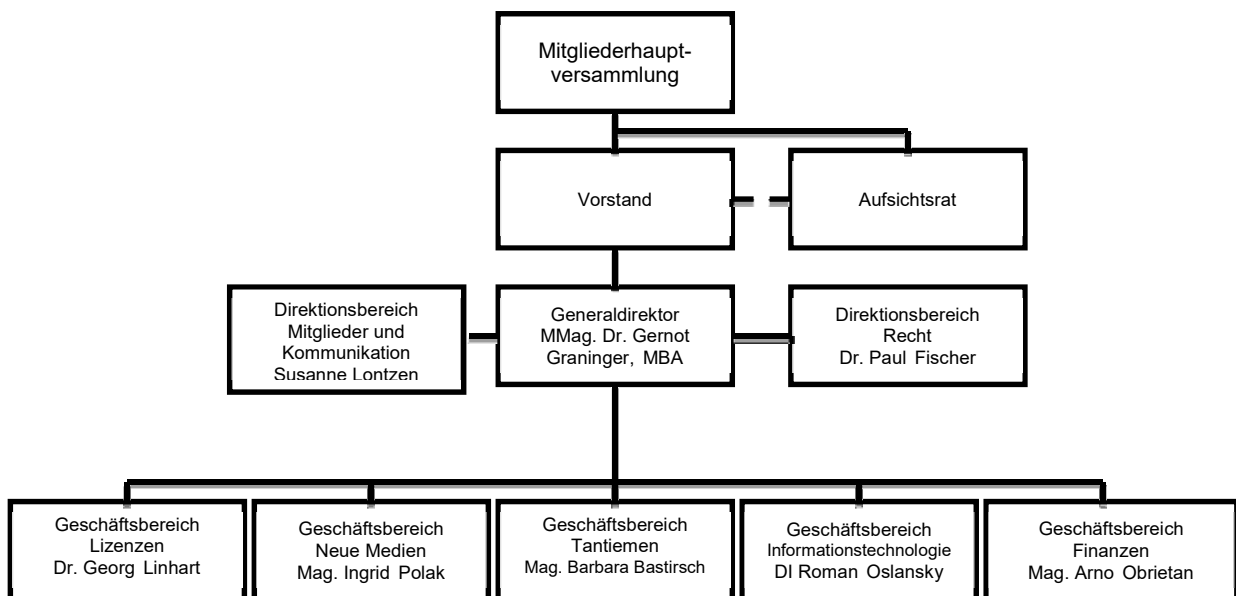 Mitgliederhaupt-
versammlung
Vorstand
Aufsichtsrat
Direktionsbereich
Mitglieder und
Kommunikation
Susanne Lontzen
Generaldirektor
MMag. Dr. Gernot
Graninger, MBA
Direktionsbereich
Recht
Dr. Paul Fischer
Geschäftsbereich
Lizenzen
Dr. Georg Linhart
Geschäftsbereich
Neue Medien
Mag. Ingrid Polak
Geschäftsbereich
Tantiemen
Mag. Barbara Bastirsch
Geschäftsbereich
Informationstechnologie
DI Roman Oslansky
Geschäftsbereich
Finanzen
Mag. Arno Obrietan